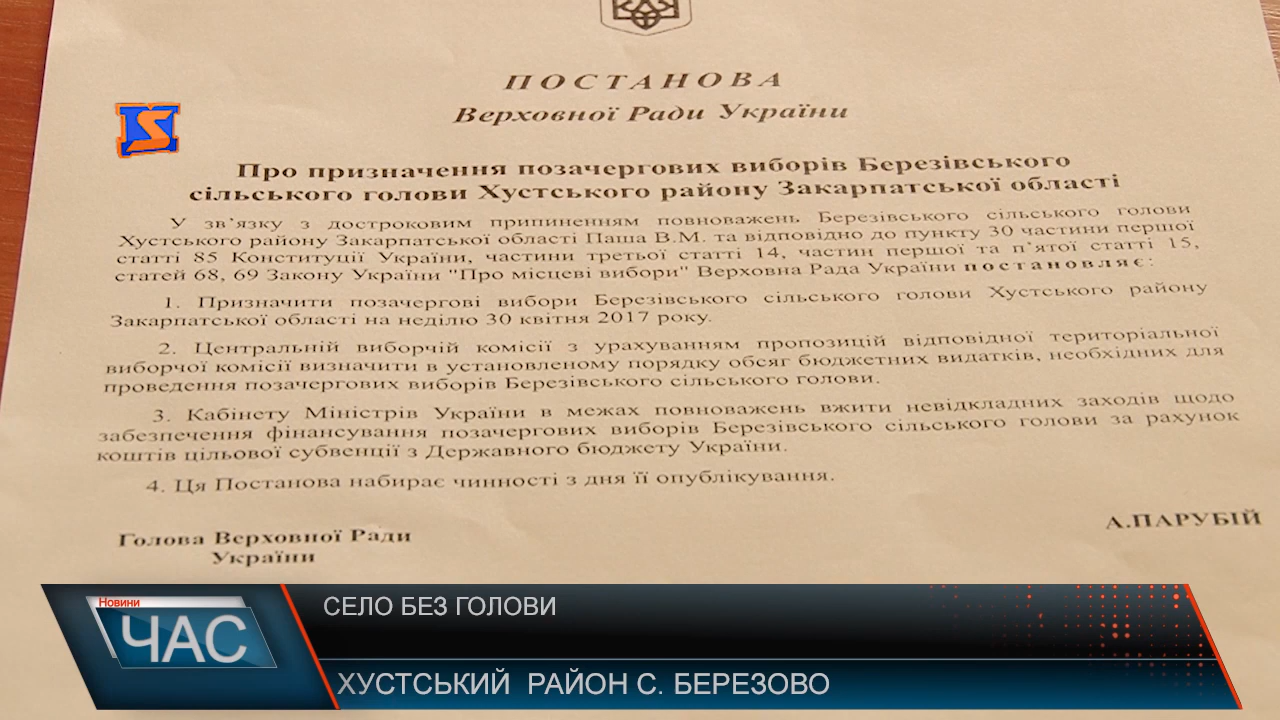 ПОСТАНОВА
Верховної Ради України
Про призначення позачергових виборів Березівського
сільського голови Хустського району Закарпатської області
У зв'язку з достроковим припиненням повноважень Березівського сільського голови
Хустського району Закарпатської області Паша В.М. та відповідно до пункту 30 частини першої
статті 85 Конституції України, частини третьої статті 14, частин першої та п'ятої статті 15,
статей 68, 69 Закону України "Про місцеві вибори" Верховна Рада України постановляє:
1. Призначити позачергові вибори Березівського сільського голови Хустського району
Закарпатської області на неділю 30 квітня 2017 року.
2. Центральній виборчій комісії з урахуванням пропозицій відповідної територіальної
виборчої комісії визначити в установленому порядку обсяг бюджетних видатків, необхідних для
проведення позачергових виборів Березівського сільського голови.
3. Кабінету Міністрів України в межах повноважень вжити невідкладних заходів щодо
забезпечення фінансування позачергових виборів Березівського сільського голови за рахунок
коштів цільової субвенції з Державного бюджету України.
4. Ця Постанова набирає чинності з дня її опублікування.
Голова Верховної Ради
України
А.ПАРУБІЙ
Новини
ЧАС
СЕЛО БЕЗ ГОЛОВИ
ХУСТСЬКИЙ РАЙОН С. БЕРЕЗОВО